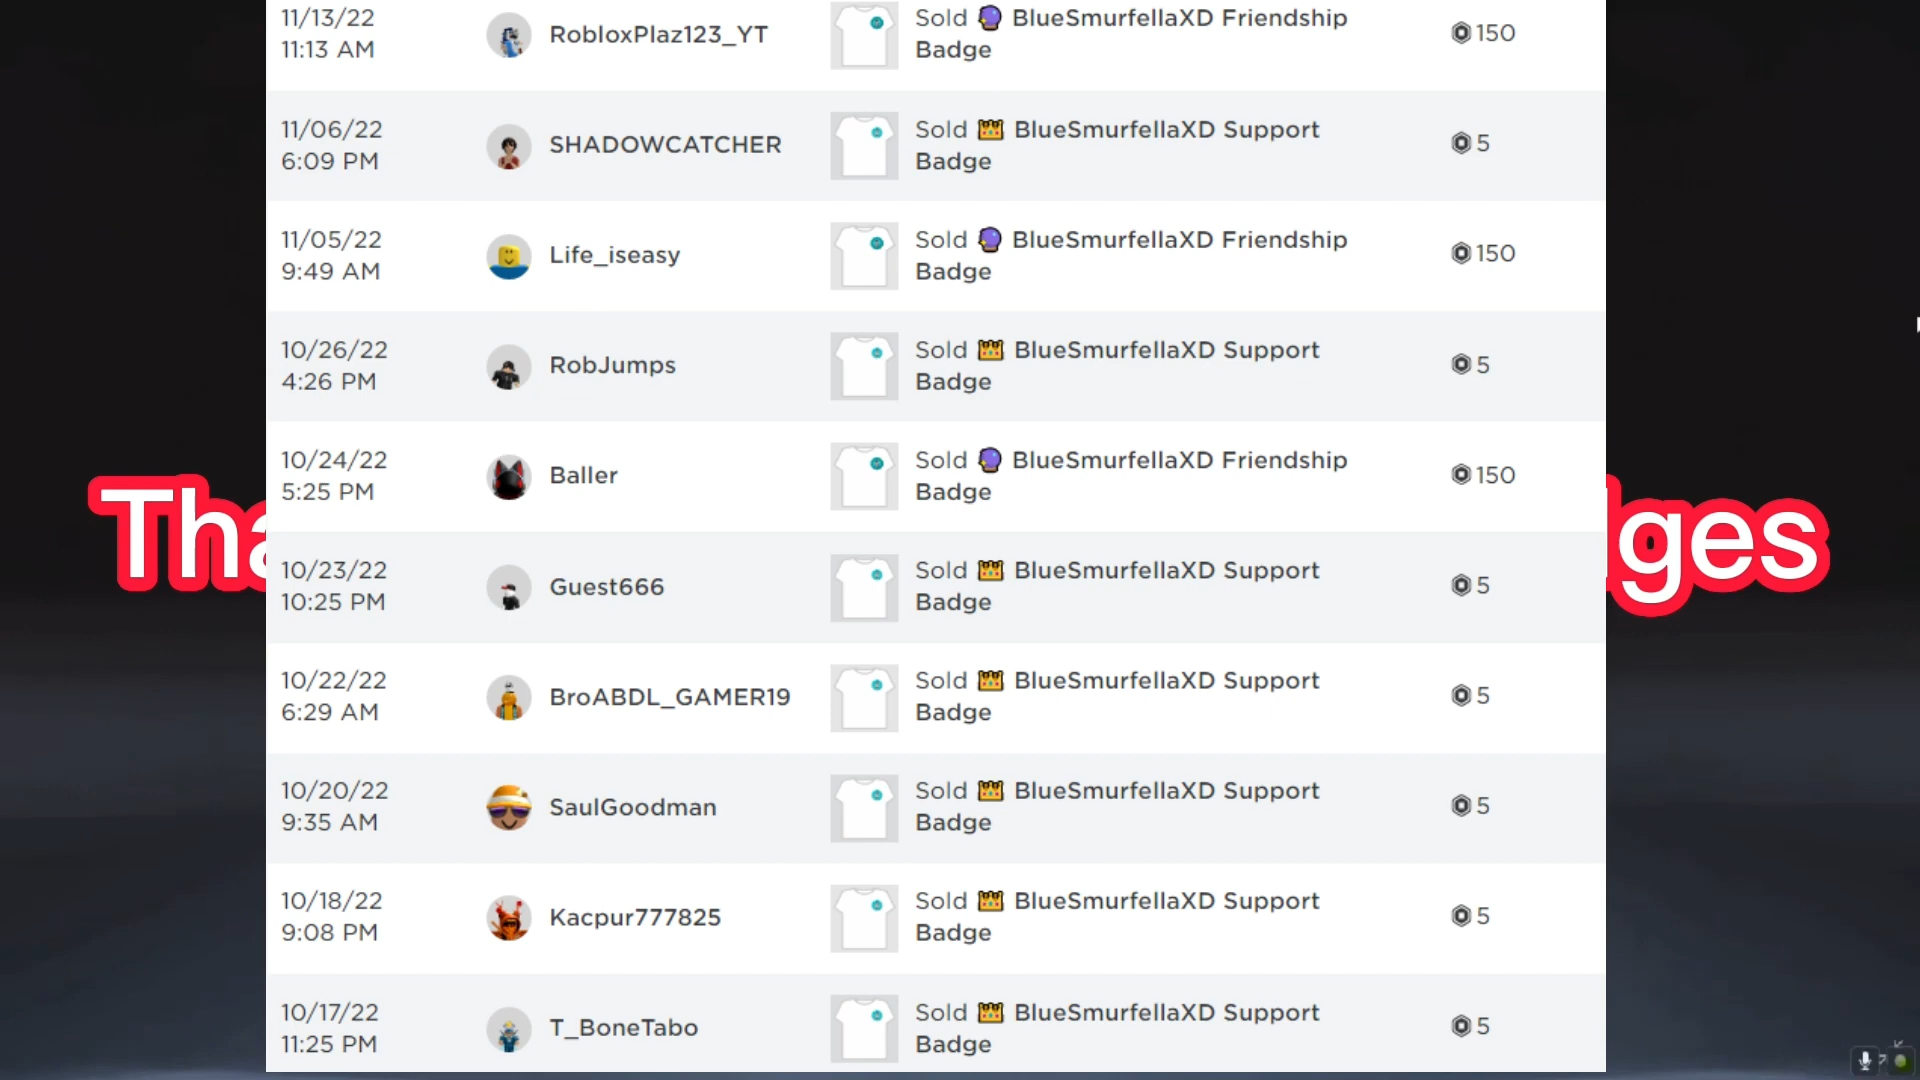 11/13/22
11:13 AM
RobloxPlaz123_YT
Sold 🔮 BlueSmurfellaXD Friendship
Badge
150
11/06/22
6:09 PM
SHADOWCATCHER
Sold 👑 BlueSmurfellaXD Support
Badge
5
11/05/22
9:49 AM
Life_iseasy
Sold 🔮 BlueSmurfellaXD Friendship
Badge
150
10/26/22
4:26 PM
RobJumps
Sold 👑 BlueSmurfellaXD Support
Badge
5
10/24/22
5:25 PM
Baller
Sold 🔮 BlueSmurfellaXD Friendship
Badge
150
10/23/22
10:25 PM
Guest666
Sold 👑 BlueSmurfellaXD Support
Badge
5
10/22/22
6:29 AM
BroABDL_GAMER19
Sold 👑 BlueSmurfellaXD Support
Badge
5
10/20/22
9:35 AM
SaulGoodman
Sold 👑 BlueSmurfellaXD Support
Badge
5
10/18/22
9:08 PM
Kacpur777825
Sold 👑 BlueSmurfellaXD Support
Badge
5
10/17/22
11:25 PM
T_BoneTabo
Sold 👑 BlueSmurfellaXD Support
Badge
5
Tha
ges